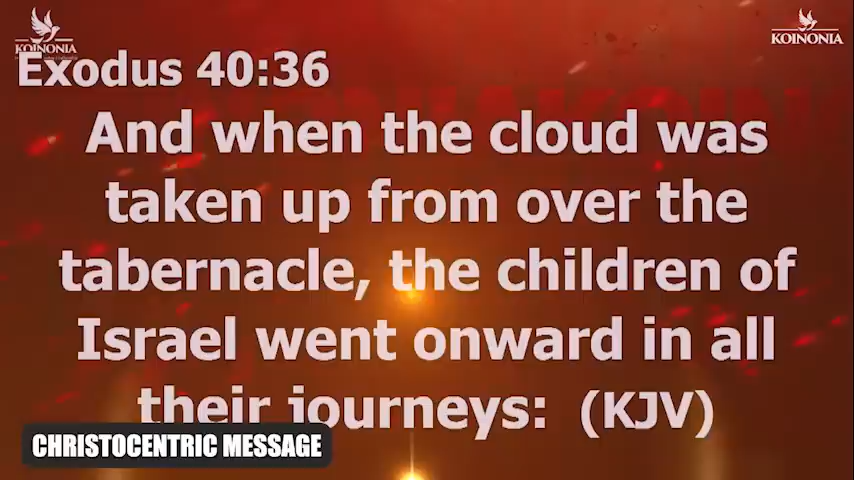 KOINONIA
KOINONIA
Exodus 40:36
And when the cloud was
taken up from over the
tabernacle, the children of
Israel went onward in all
their journeys: (KJV)
CHRISTOCENTRIC MESSAGE